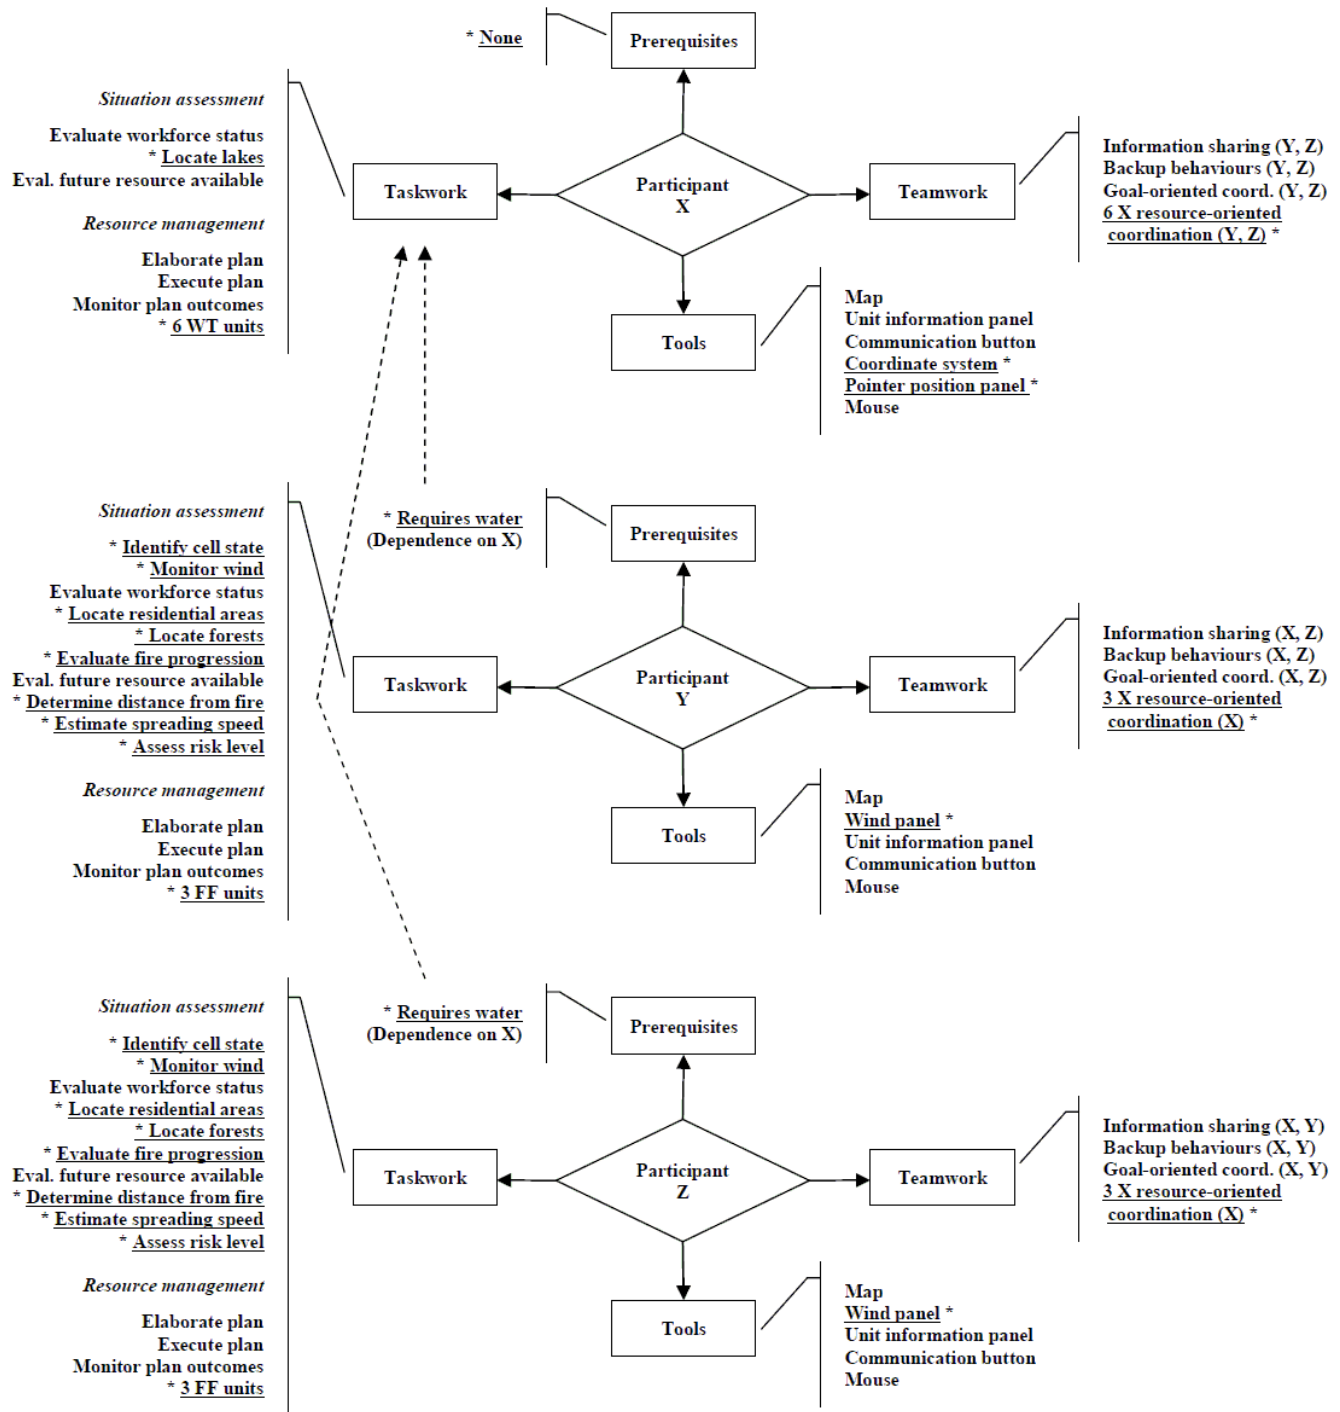 * None
Prerequisites
Situation assessment
Evaluate workforce status
* Locate lakes
Eval. future resource available
Resource management
Elaborate plan
Execute plan
Monitor plan outcomes
* 6 WT units
Taskwork
Participant
X
Teamwork
Information sharing (Y, Z)
Backup behaviours (Y, Z)
Goal-oriented coord. (Y, Z)
6 X resource-oriented
coordination (Y, Z) *
Tools
Map
Unit information panel
Communication button
Coordinate system *
Pointer position panel *
Mouse
* Requires water
(Dependence on X)
Prerequisites
Situation assessment
* Identify cell state
* Monitor wind
Evaluate workforce status
* Locate residential areas
* Locate forests
* Evaluate fire progression
Eval. future resource available
* Determine distance from fire
* Estimate spreading speed
* Assess risk level
Resource management
Elaborate plan
Execute plan
Monitor plan outcomes
* 3 FF units
Taskwork
Participant
Y
Teamwork
Information sharing (X, Z)
Backup behaviours (X, Z)
Goal-oriented coord. (X, Z)
3 X resource-oriented
coordination (X) *
Tools
Map
Wind panel *
Unit information panel
Communication button
Mouse
* Requires water
(Dependence on X)
Prerequisites
Situation assessment
* Identify cell state
* Monitor wind
Evaluate workforce status
* Locate residential areas
* Locate forests
* Evaluate fire progression
Eval. future resource available
* Determine distance from fire
* Estimate spreading speed
* Assess risk level
Resource management
Elaborate plan
Execute plan
Monitor plan outcomes
* 3 FF units
Taskwork
Participant
Z
Teamwork
Information sharing (X, Y)
Backup behaviours (X, Y)
Goal-oriented coord. (X, Y)
3 X resource-oriented
coordination (X) *
Tools
Map
Wind panel *
Unit information panel
Communication button
Mouse